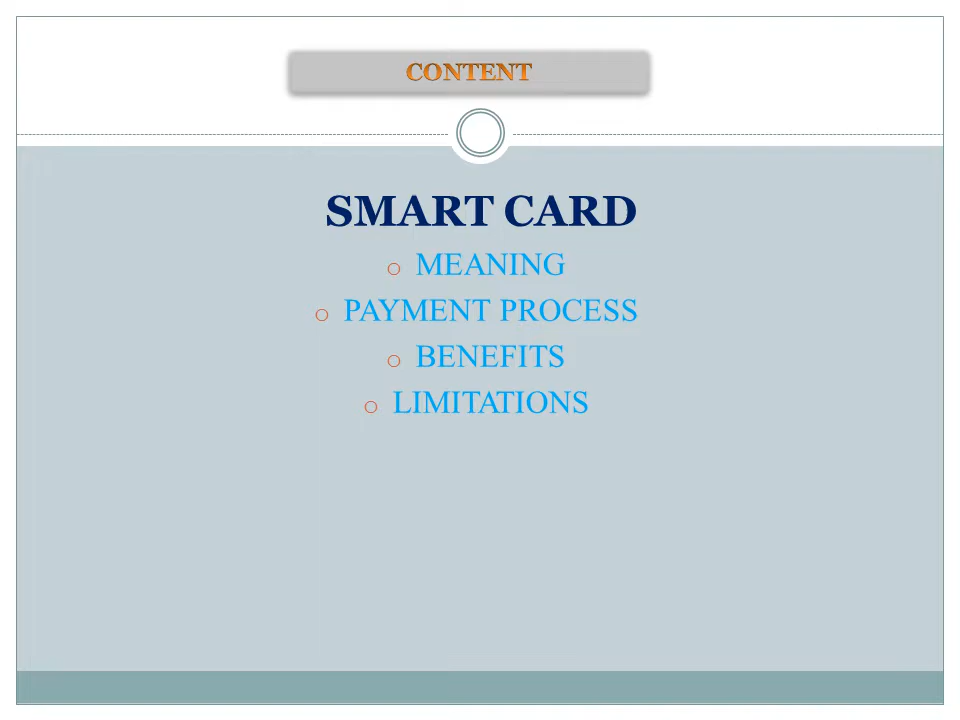 CONTENT
SMART CARD
o MEANING
o PAYMENT PROCESS
o BENEFITS
o LIMITATIONS